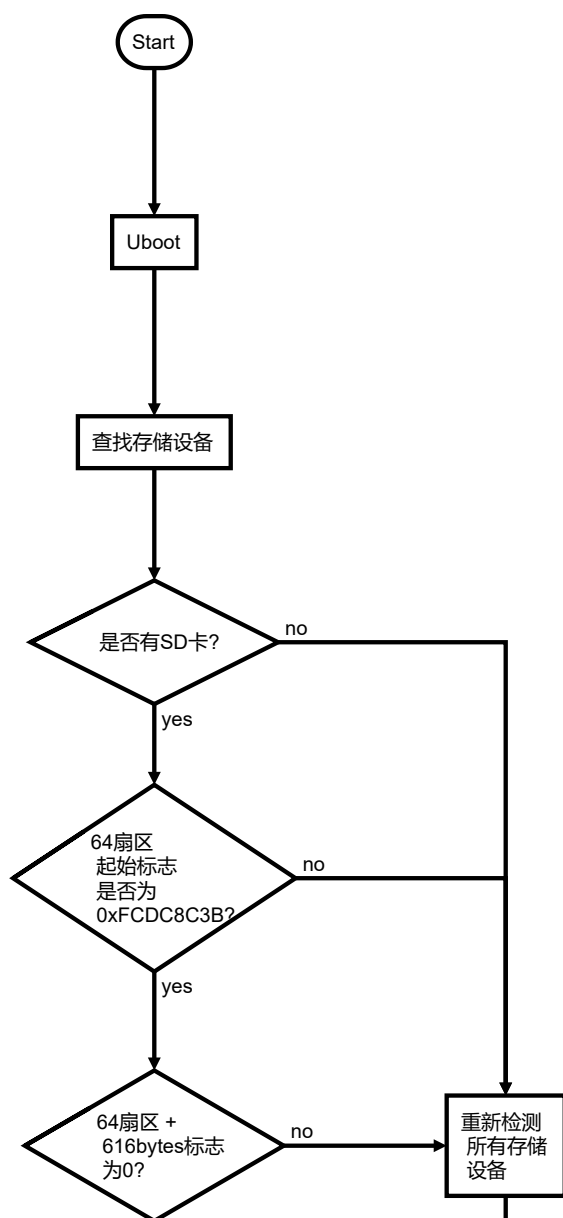 Start
Uboot
查找存储设备
是否有SD卡?
no
yes
64扇区
起始标志
是否为
0xFCDC8C3B?
no
yes
64扇区 +
616bytes标志
为0?
no
重新检测
所有存储
设备